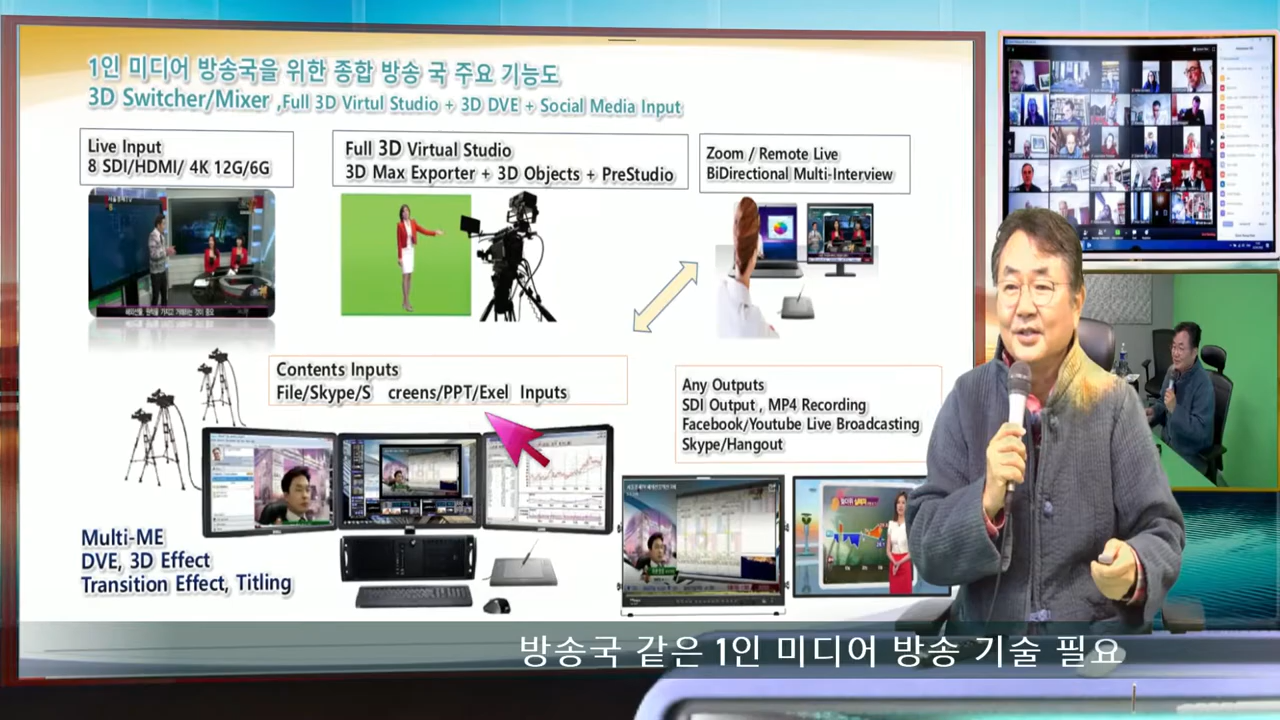 1인 미디어 방송국을 위한 종합 방송 국 주요 기능도
3D Switcher/Mixer ,Full 3D Virtul Studio + 3D DVE + Social Media Input
Live Input
8 SDI/HDMI/ 4K 12G/6G
Full 3D Virtual Studio
3D Max Exporter + 3D Objects + PreStudio
Zoom / Remote Live
BiDirectional Multi-Interview
Contents Inputs
File/Skype/S creens/PPT/Exel Inputs
Any Outputs
SDI Output , MP4 Recording
Facebook/Youtube Live Broadcasting
Skype/Hangout
Multi-ME
DVE, 3D Effect
Transition Effect, Titling
방송국 같은 1인 미디어 방송 기술 필요